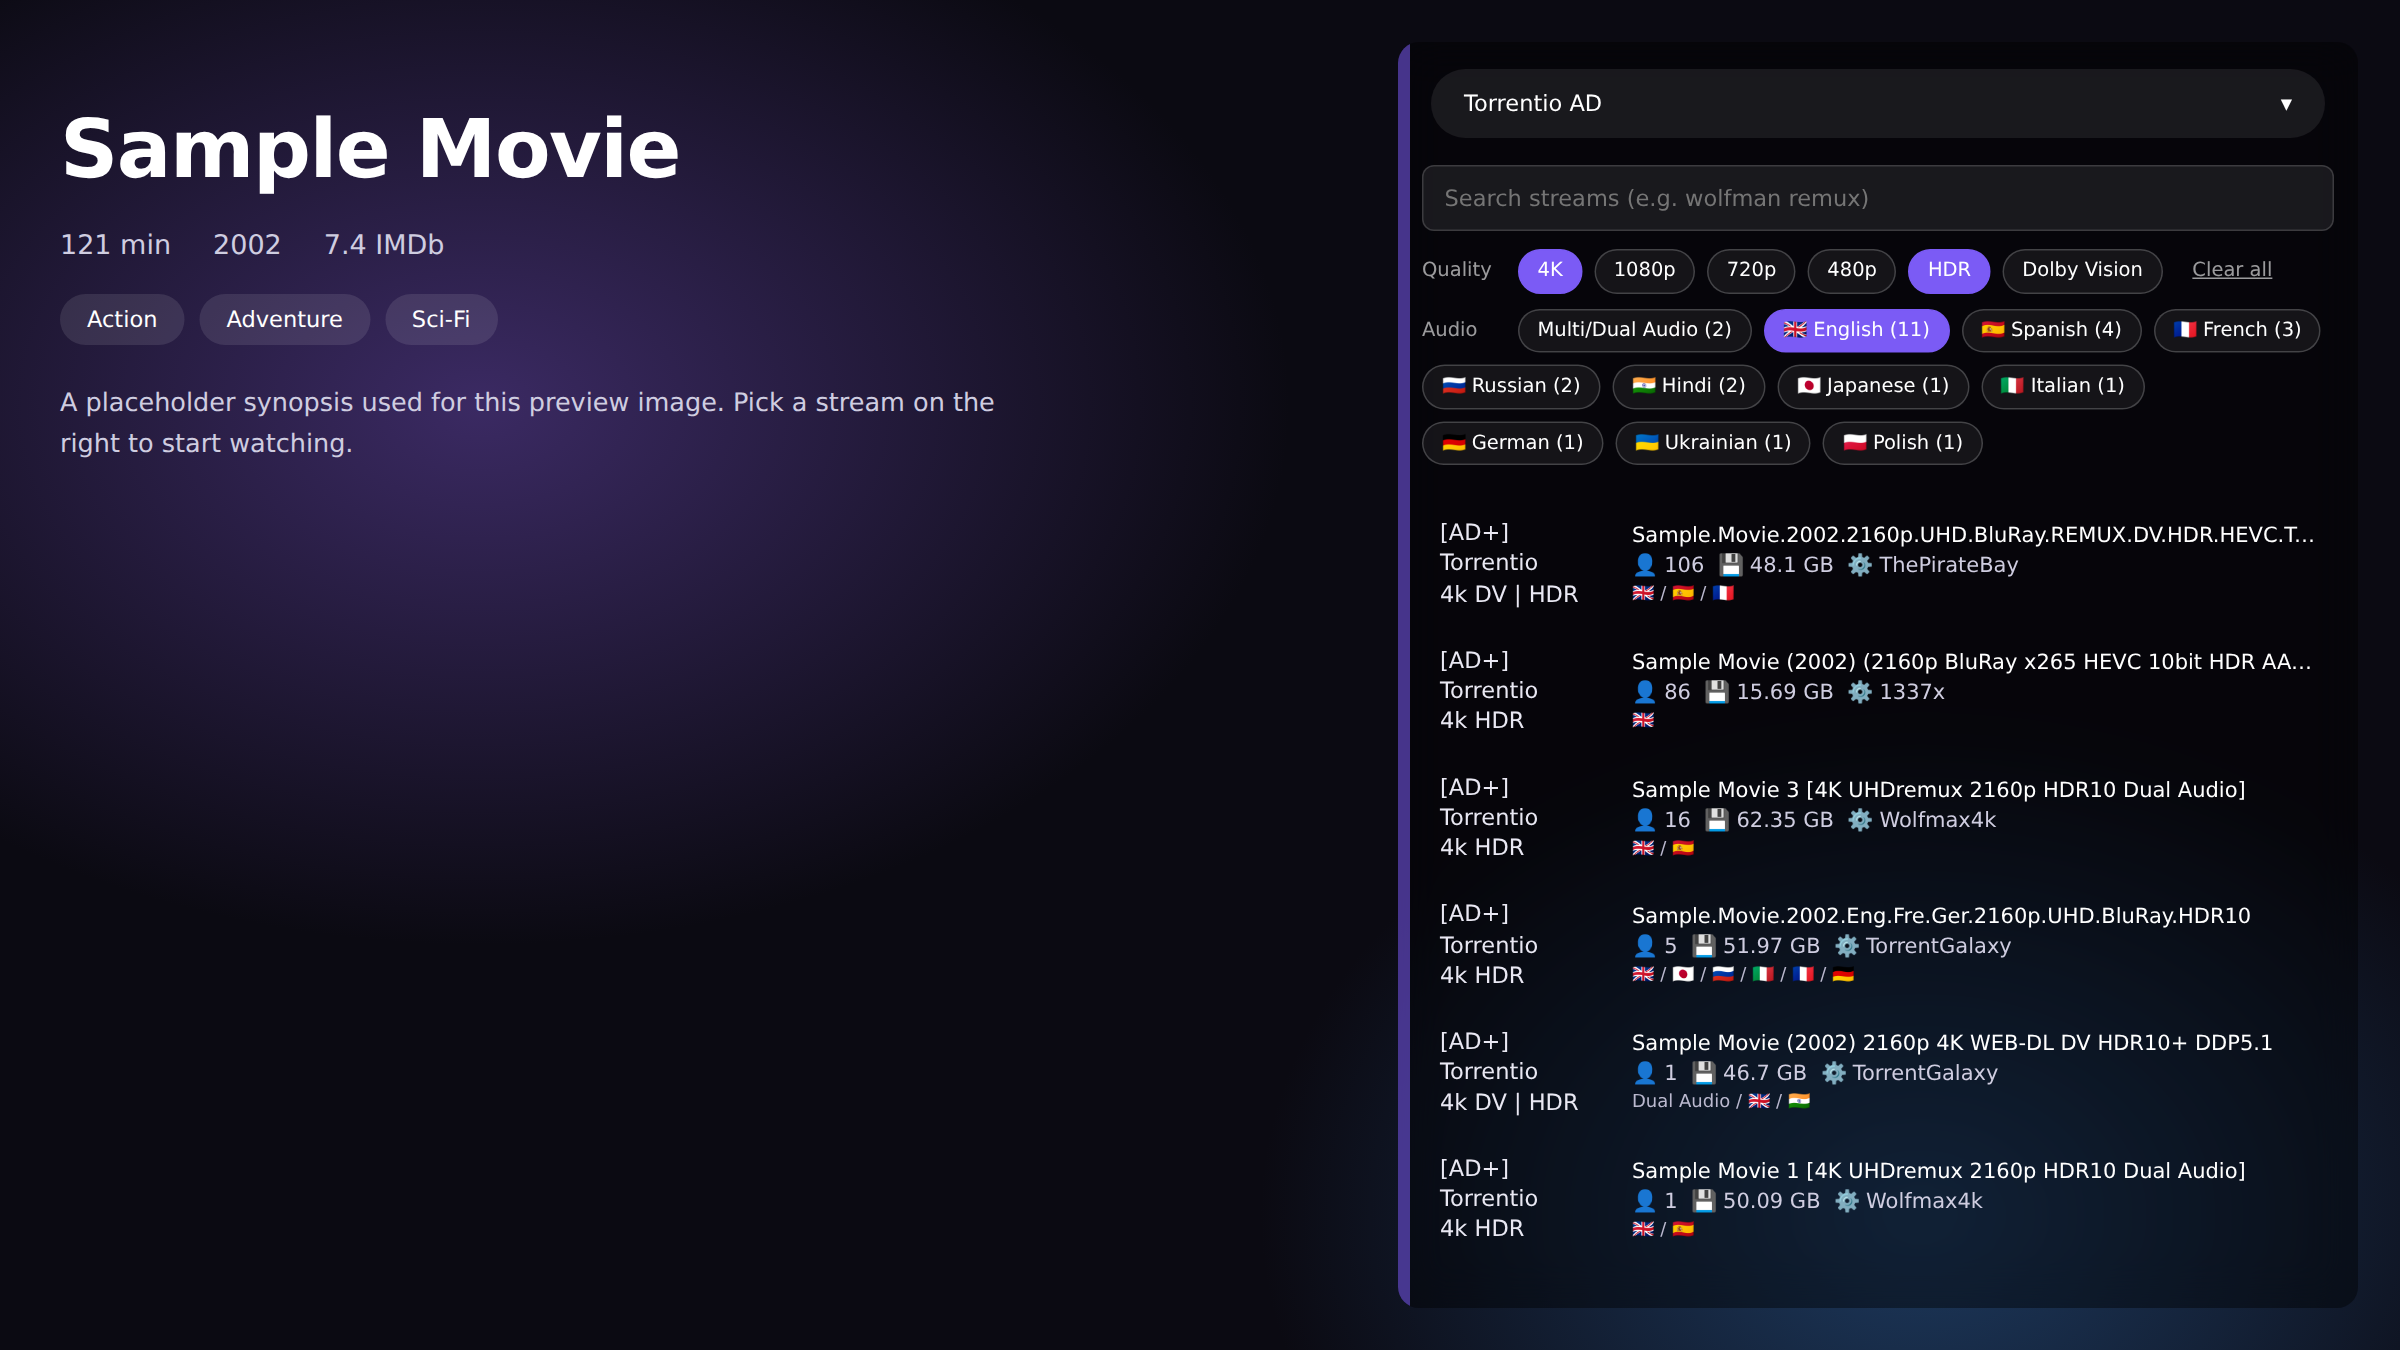 Sample Movie
121 min 2002 7.4 IMDb
Action Adventure Sci-Fi
A placeholder synopsis used for this preview image. Pick a stream on the
right to start watching.
Torrentio AD ▼
Search streams (e.g. wolfman remux)
Quality 4K 1080p 720p 480p HDR Dolby Vision Clear all
Audio Multi/Dual Audio (2) 🇬🇧 English (11) 🇪🇸 Spanish (4) 🇫🇷 French (3)
🇷🇺 Russian (2) 🇮🇳 Hindi (2) 🇯🇵 Japanese (1) 🇮🇹 Italian (1)
🇩🇪 German (1) 🇺🇦 Ukrainian (1) 🇵🇱 Polish (1)
[AD+]
Torrentio
4k DV | HDR
Sample.Movie.2002.2160p.UHD.BluRay.REMUX.DV.HDR.HEVC.T...
👤 106 💾 48.1 GB ⚙️ ThePirateBay
🇬🇧 / 🇪🇸 / 🇫🇷
[AD+]
Torrentio
4k HDR
Sample Movie (2002) (2160p BluRay x265 HEVC 10bit HDR AA...
👤 86 💾 15.69 GB ⚙️ 1337x
🇬🇧
[AD+]
Torrentio
4k HDR
Sample Movie 3 [4K UHDremux 2160p HDR10 Dual Audio]
👤 16 💾 62.35 GB ⚙️ Wolfmax4k
🇬🇧 / 🇪🇸
[AD+]
Torrentio
4k HDR
Sample.Movie.2002.Eng.Fre.Ger.2160p.UHD.BluRay.HDR10
👤 5 💾 51.97 GB ⚙️ TorrentGalaxy
🇬🇧 / 🇯🇵 / 🇷🇺 / 🇮🇹 / 🇫🇷 / 🇩🇪
[AD+]
Torrentio
4k DV | HDR
Sample Movie (2002) 2160p 4K WEB-DL DV HDR10+ DDP5.1
👤 1 💾 46.7 GB ⚙️ TorrentGalaxy
Dual Audio / 🇬🇧 / 🇮🇳
[AD+]
Torrentio
4k HDR
Sample Movie 1 [4K UHDremux 2160p HDR10 Dual Audio]
👤 1 💾 50.09 GB ⚙️ Wolfmax4k
🇬🇧 / 🇪🇸